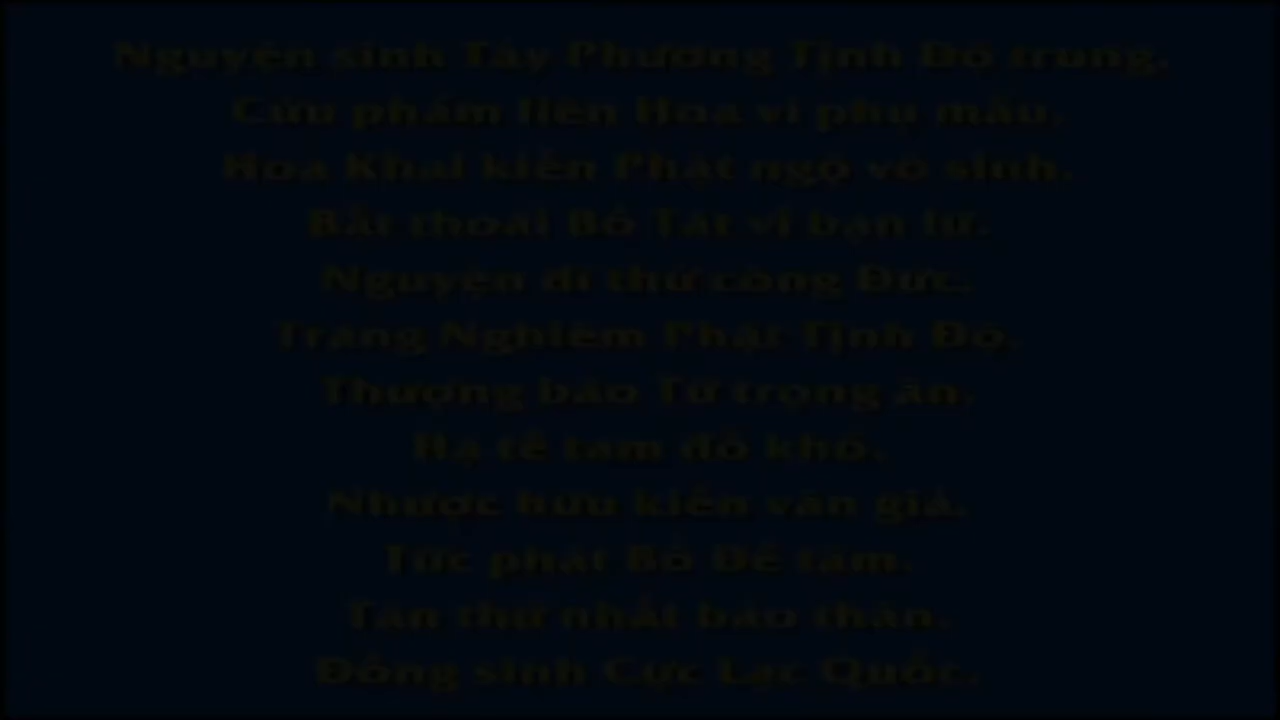 Nguyện sinh Tây Phương Tịnh Độ trung,
Cửu phẩm liên Hoa vi phụ mẫu,
Hoa Khai kiến Phật ngộ vô sinh,
Bất thoái Bồ Tát vi bạn lữ.
Nguyện dĩ thử công Đức,
Trang Nghiêm Phật Tịnh Độ,
Thượng báo Tứ trọng ân,
Hạ tế tam đồ khổ,
Nhược hữu kiến văn giả,
Tức phát Bồ Đề tâm,
Tận thử nhất báo thân,
Đồng sinh Cực Lạc Quốc.